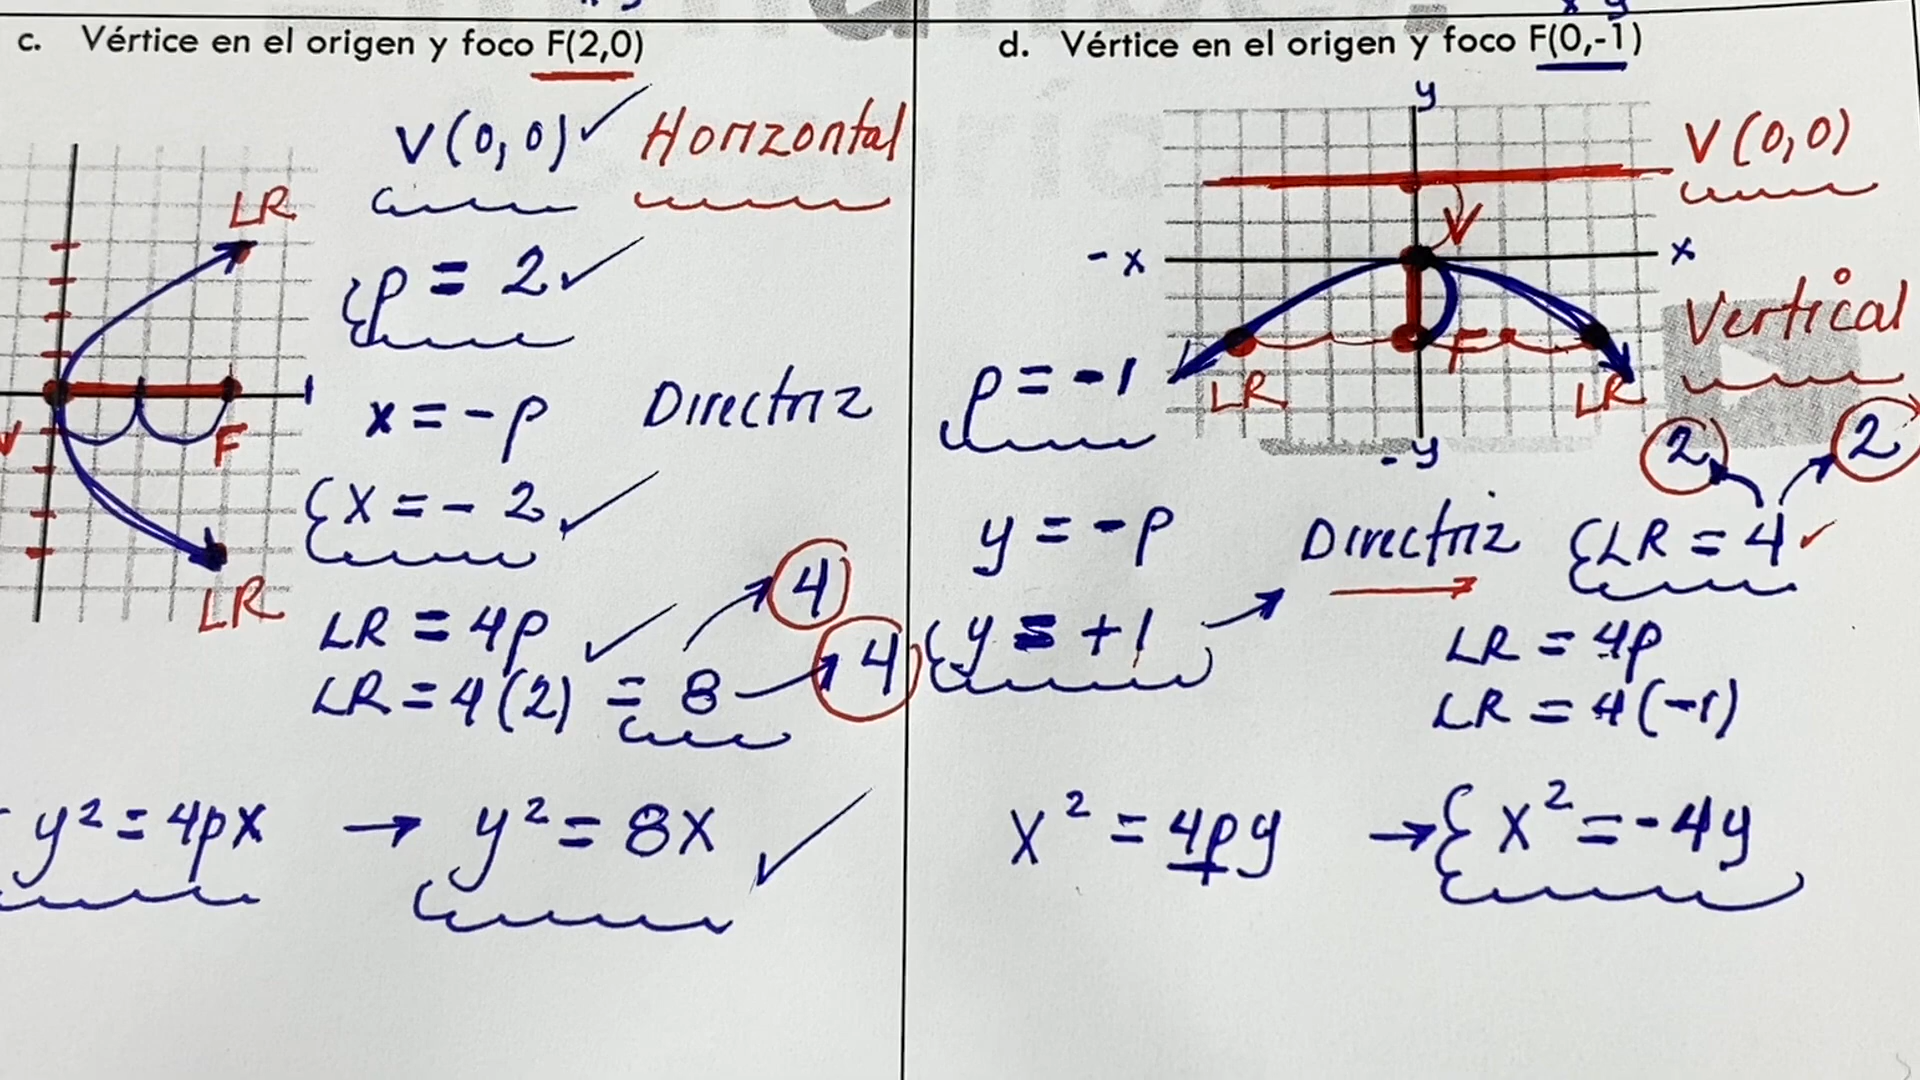 c. Vértice en el origen y foco F(2,0)
V(0,0) Horizontal
LR
p = 2
x = -p Directriz
V
F
x = - 2
LR
LR = 4p
4
LR = 4(2) = 8
4
y² = 4px → y² = 8x
d. Vértice en el origen y foco F(0,-1)
y
V(0,0)
V
- x
x
Vertical
F
p = -1
LR
LR
- y
2
2
y = -p
Directriz
LR = 4
y = +1
LR = 4p
LR = 4(-1)
x² = 4py → x² = -4y